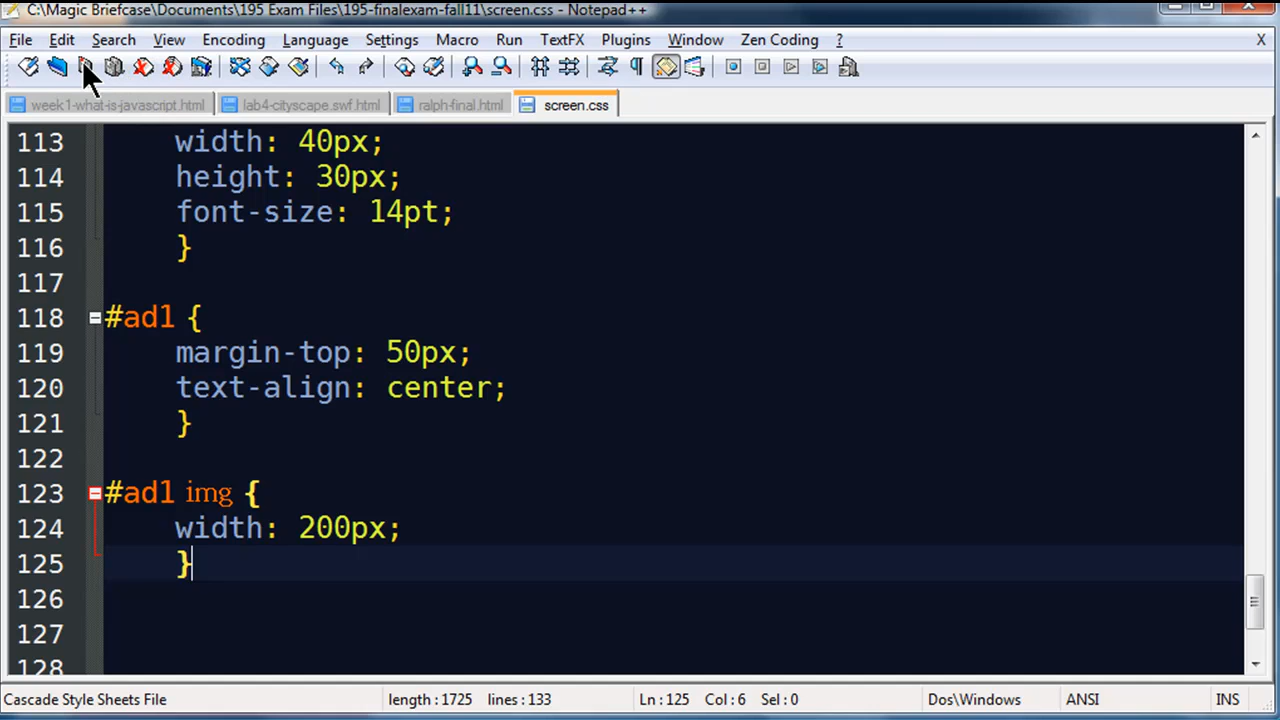 C:\Magic Briefcase\Documents\195 Exam Files\195-finalexam-fall11\screen.css - Notepad++
File Edit Search View Encoding Language Settings Macro Run TextFX Plugins Window Zen Coding ? X
week1-what-is-javascript.html lab4-cityscape.swf.html ralph-final.html screen.css
113 width: 40px;
114 height: 30px;
115 font-size: 14pt;
116 }
117
118 #ad1 {
119 margin-top: 50px;
120 text-align: center;
121 }
122
123 #ad1 img {
124 width: 200px;
125 }
126
127
128
Cascade Style Sheets File length : 1725 lines : 133 Ln : 125 Col : 6 Sel : 0 Dos\Windows ANSI INS